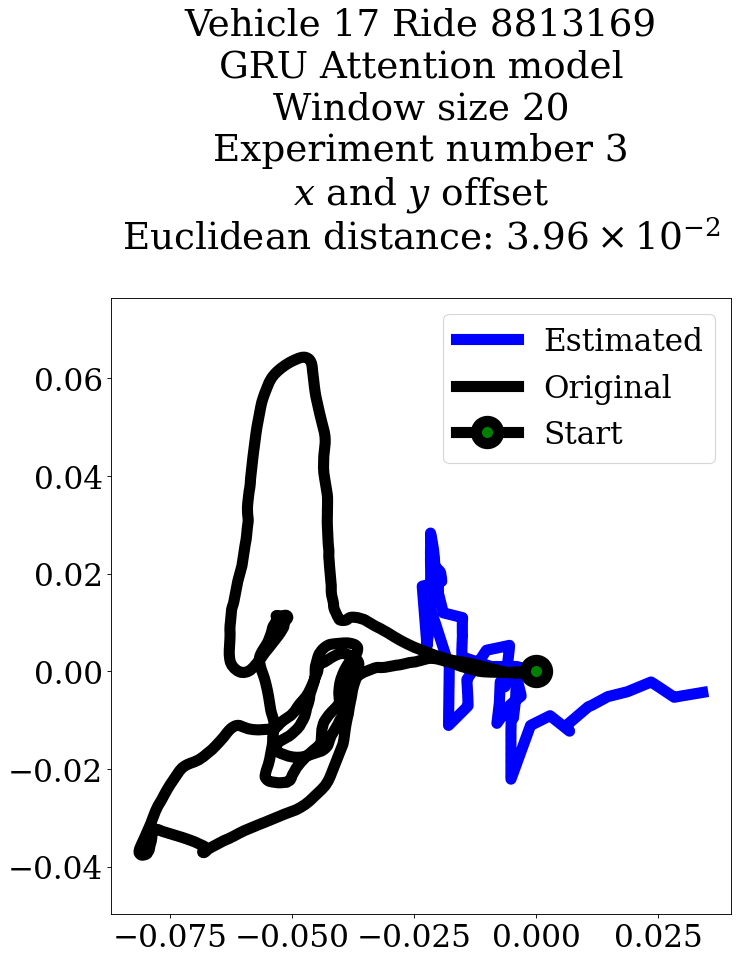 Vehicle 17 Ride 8813169
GRU Attention model
Window size 20
Experiment number 3
x and y offset
Euclidean distance: 3.96 × 10⁻²
Estimated
Original
Start
0.06
0.04
0.02
0.00
−0.02
−0.04
−0.075 −0.050 −0.025 0.000 0.025